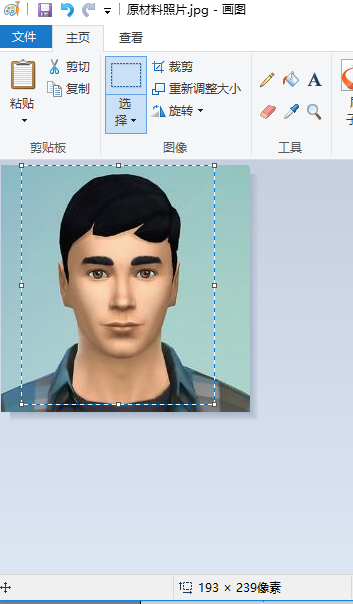 原材料照片.jpg - 画图
文件 主页 查看
粘贴
剪切
复制
选
择
裁剪
重新调整大小
旋转
A
剪贴板 图像 工具
193 × 239像素